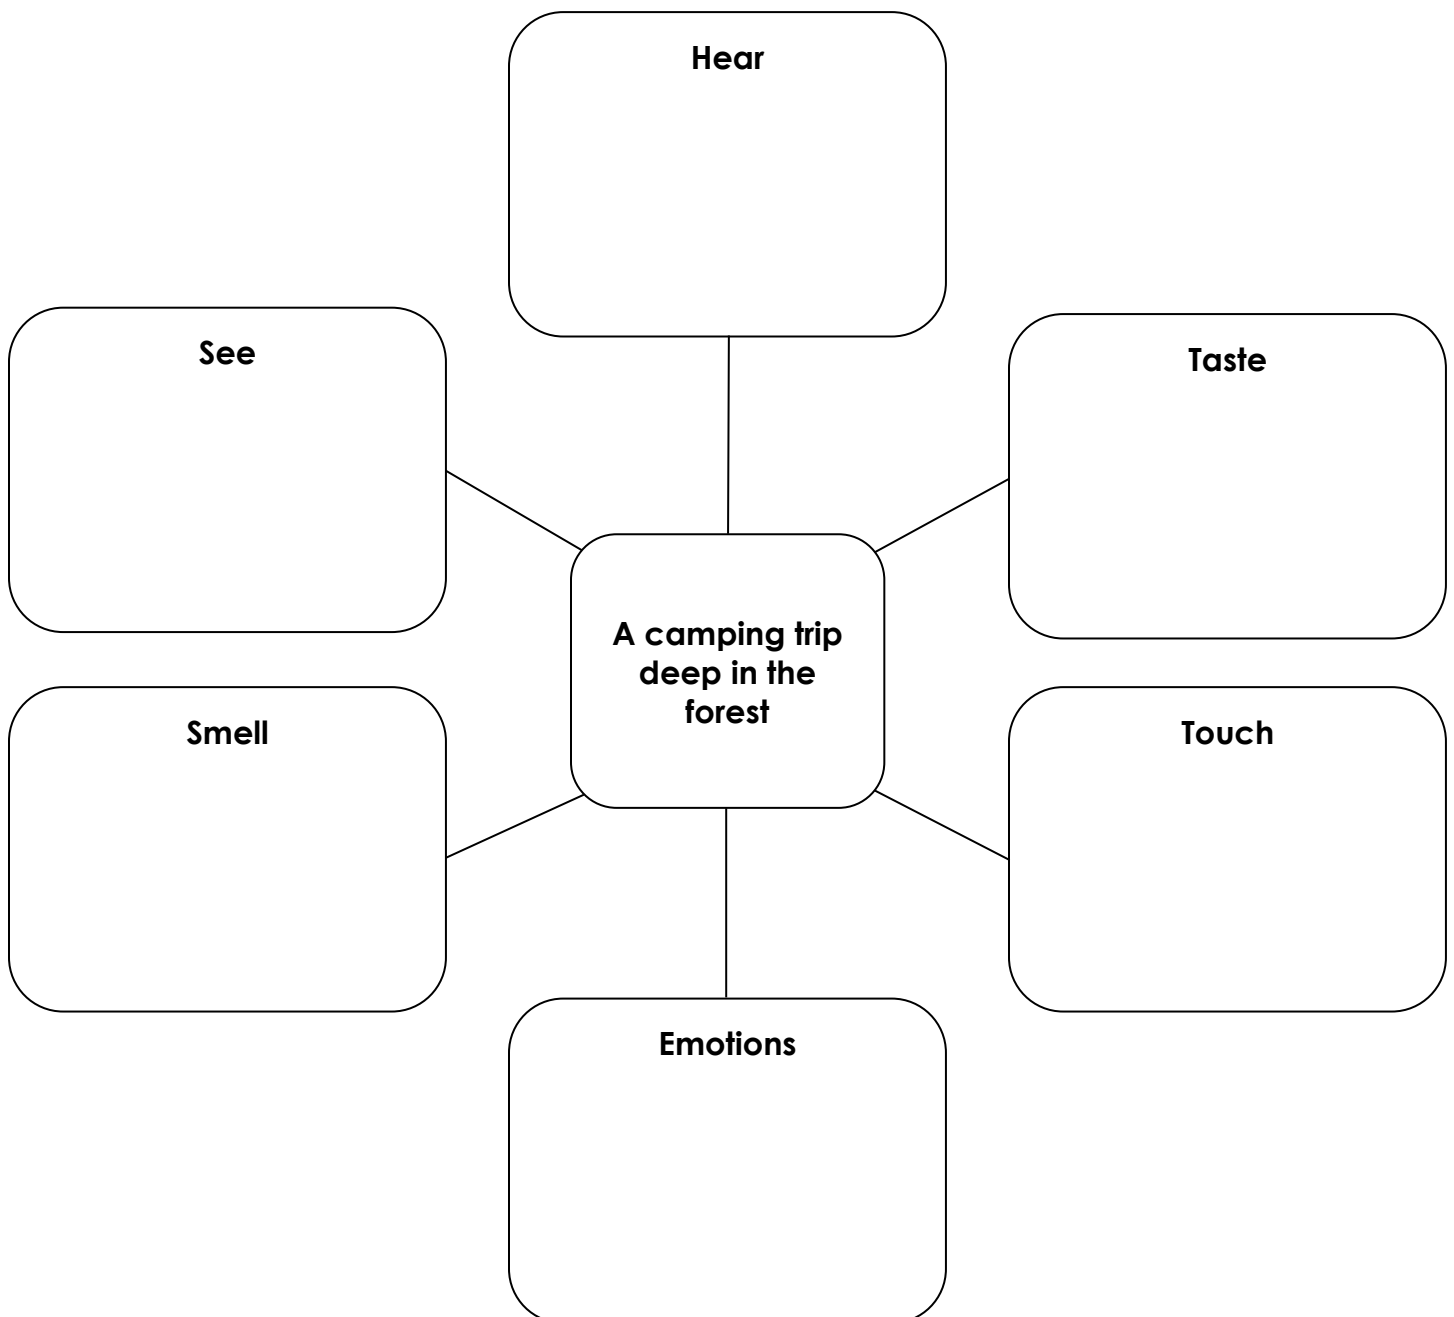 Hear
See
Taste
A camping trip
deep in the
forest
Smell
Touch
Emotions